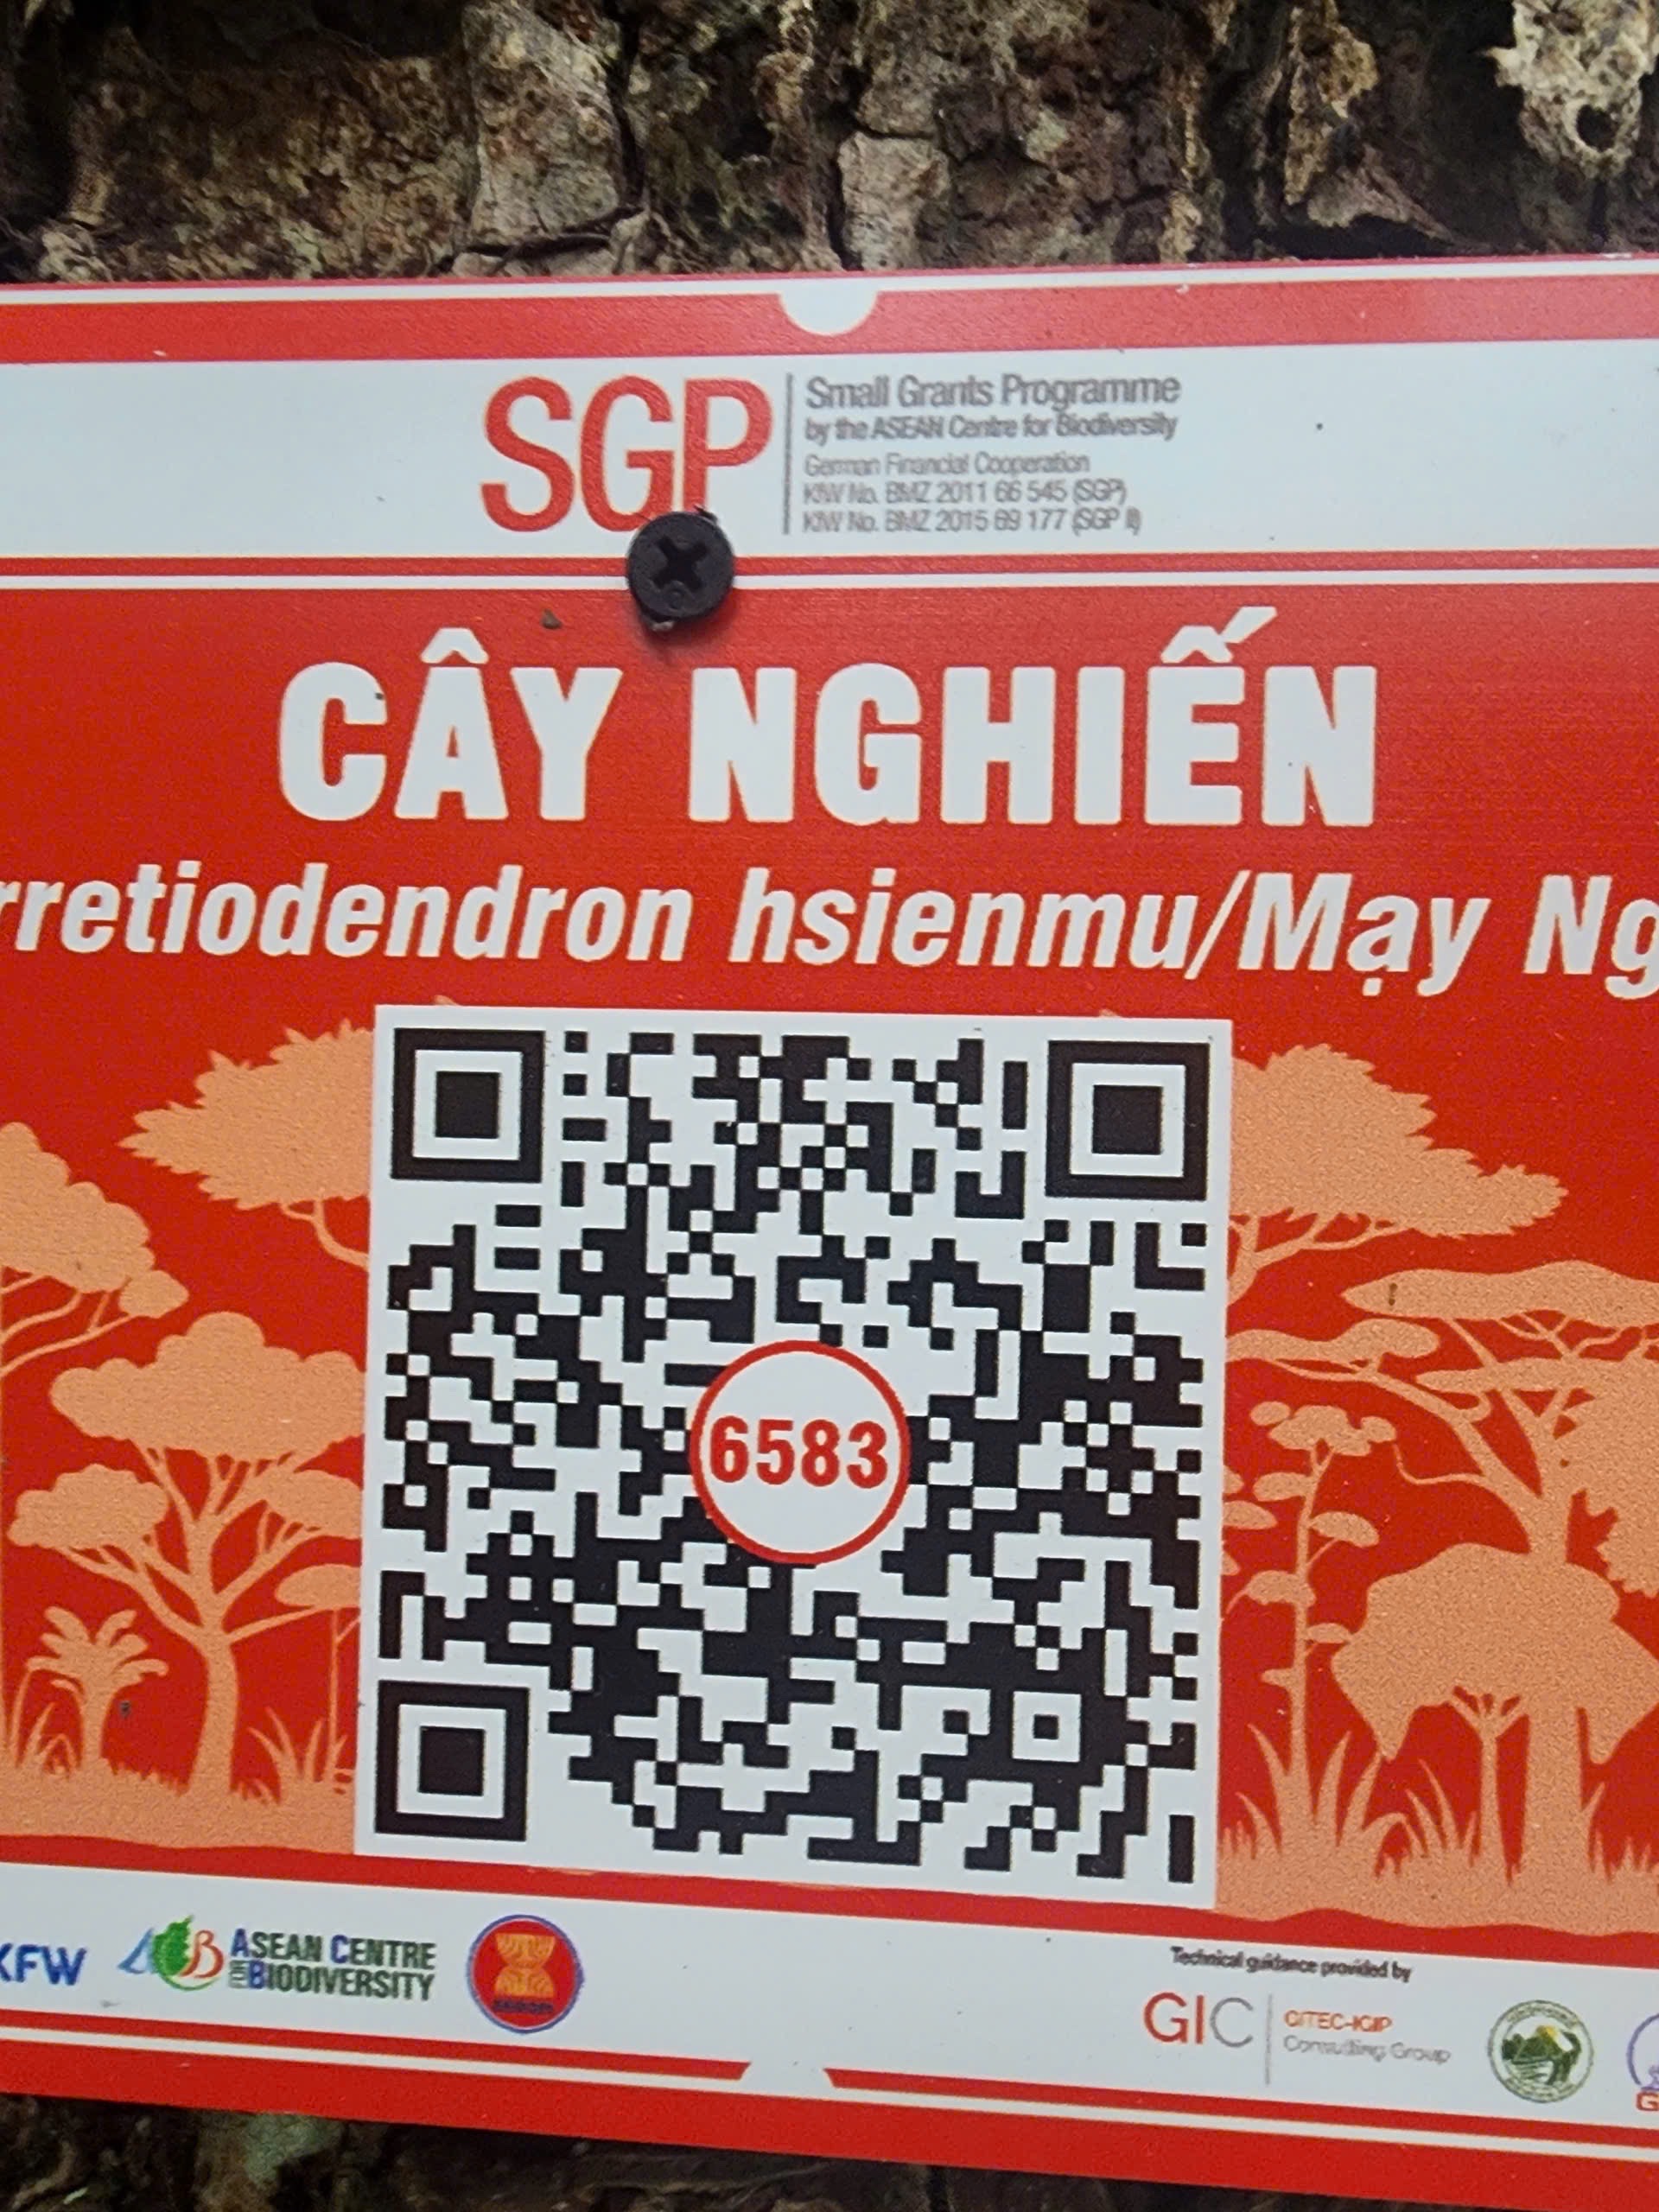 SGP
Small Grants Programme
by the ASEAN Centre for Biodiversity
German Financial Cooperation
KfW No. BMZ 2011 66 545 (SGP)
KfW No. BMZ 2015 69 177 (SGP II)
CÂY NGHIẾN
rretiodendron hsienmu/Mạy Ng
6583
KFW
ASEAN CENTRE
FOR BIODIVERSITY
Technical guidance provided by
GIC
GITEC-IGIP
Consulting Group